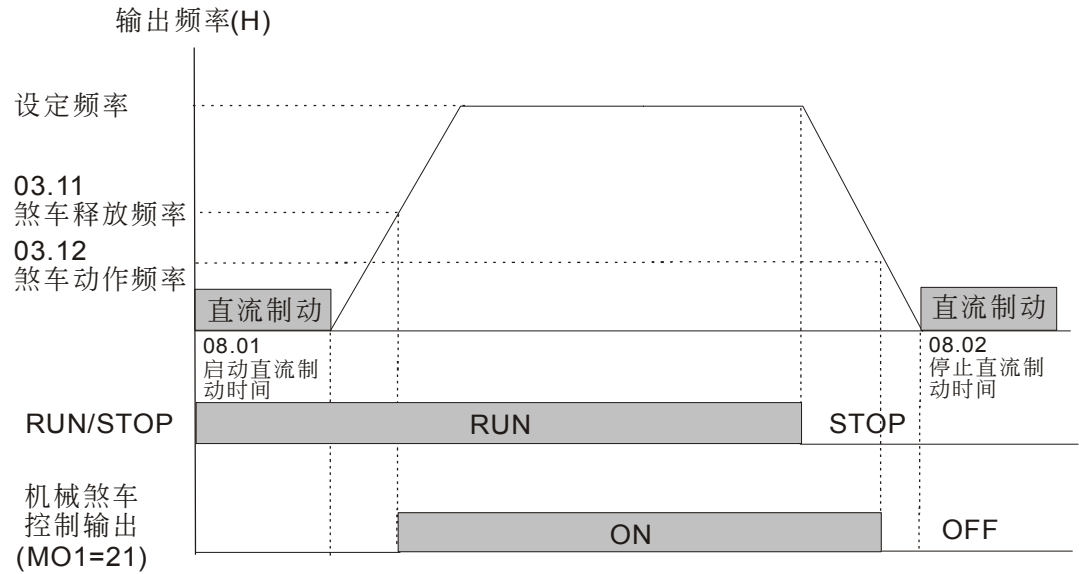 输出频率(H)
设定频率
03.11
煞车释放频率
03.12
煞车动作频率
直流制动
直流制动
08.01
启动直流制
动时间
08.02
停止直流制
动时间
RUN/STOP
RUN
STOP
机械煞车
控制输出
(MO1=21)
ON
OFF